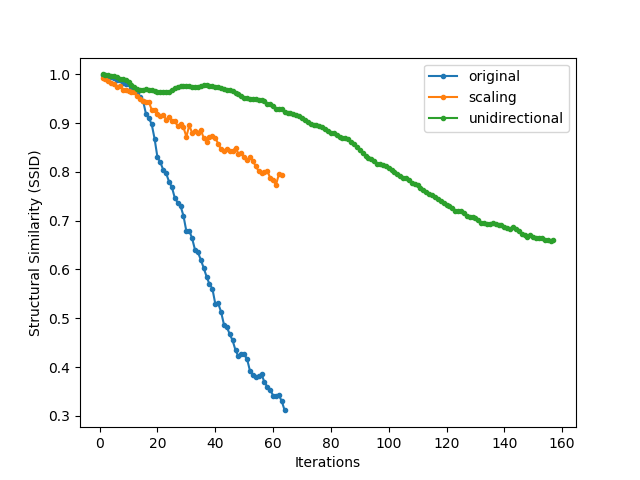 original
scaling
unidirectional
1.0
0.9
0.8
0.7
0.6
0.5
0.4
0.3
Structural Similarity (SSID)
0 20 40 60 80 100 120 140 160
Iterations